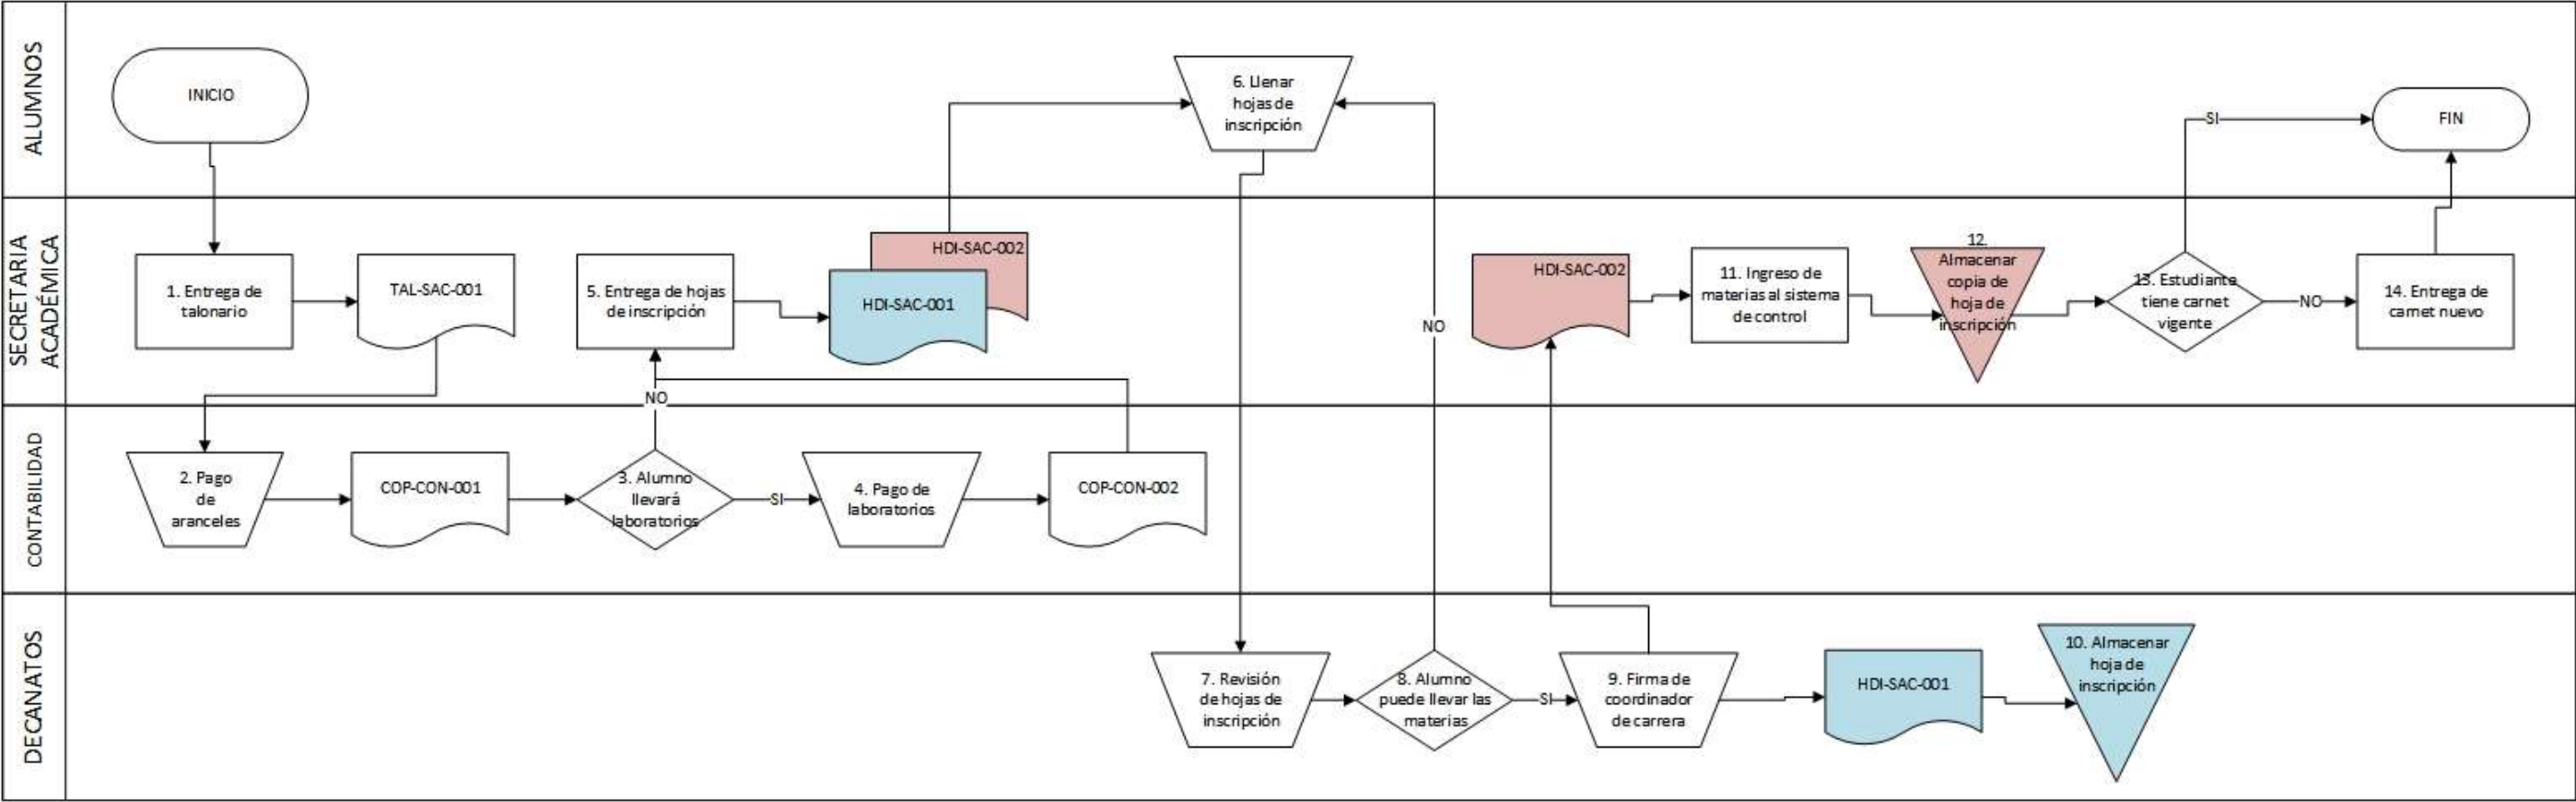 ALUMNOS
INICIO
6. Llenar
hojas de
inscripción
SI
FIN
SECRETARIA
ACADÉMICA
1. Entrega de
talonario
TAL-SAC-001
5. Entrega de hojas
de inscripción
HDI-SAC-002
HDI-SAC-001
NO
HDI-SAC-002
11. Ingreso de
materias al sistema
de control
12.
Almacenar
copia de
hoja de
inscripción
13. Estudiante
tiene carnet
vigente
NO
14. Entrega de
carnet nuevo
NO
CONTABILIDAD
2. Pago
de
aranceles
COP-CON-001
3. Alumno
llevará
laboratorios
SI
4. Pago de
laboratorios
COP-CON-002
DECANATOS
7. Revisión
de hojas de
inscripción
8. Alumno
puede llevar las
materias
SI
9. Firma de
coordinador
de carrera
HDI-SAC-001
10. Almacenar
hoja de
inscripción